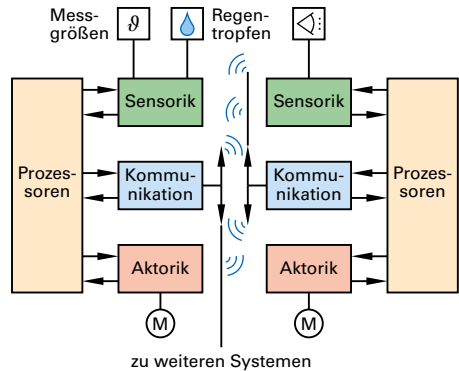 Mess-
größen
ϑ
Regen-
tropfen
Sensorik
Sensorik
Prozes-
soren
Kommu-
nikation
Kommu-
nikation
Prozes-
soren
Aktorik
Aktorik
M
M
zu weiteren Systemen